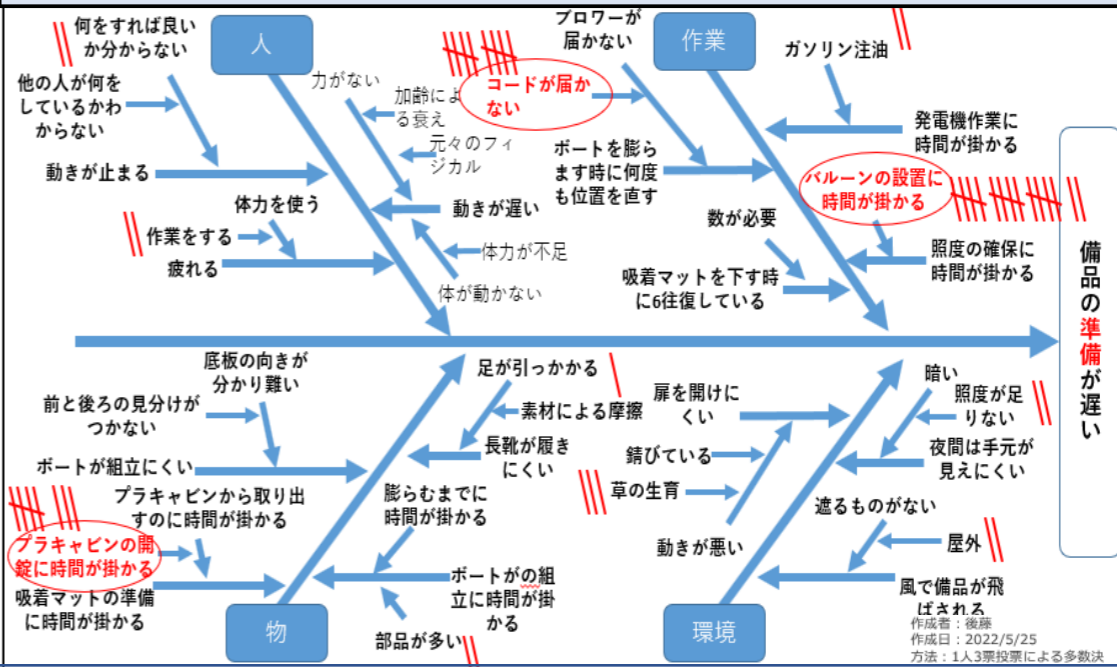 人
何をすれば良い
か分からない
他の人が何を
しているかわ
からない
動きが止まる
体力を使う
作業をする
疲れる
力がない
加齢によ
る衰え
元々のフィ
ジカル
動きが遅い
体力が不足
体が動かない
作業
ブロワーが
届かない
コードが届か
ない
ボートを膨ら
ます時に何度
も位置を直す
ガソリン注油
発電機作業に
時間が掛かる
バルーンの設置に
時間が掛かる
数が必要
照度の確保に
時間が掛かる
吸着マットを下す時
に6往復している
備品の準備が遅い
底板の向きが
分かり難い
前と後ろの見分けが
つかない
ボートが組立にくい
プラキャビンから取り出
すのに時間が掛かる
プラキャビンの開
錠に時間が掛かる
吸着マットの準備
に時間が掛かる
足が引っかかる
素材による摩擦
長靴が履き
にくい
膨らむまでに
時間が掛かる
ボートがの組
立に時間が掛
かる
部品が多い
物
扉を開けに
くい
錆びている
草の生育
動きが悪い
暗い
照度が足
りない
夜間は手元が
見えにくい
遮るものがない
屋外
風で備品が飛
ばされる
環境
作成者：後藤
作成日：2022/5/25
方法：1人3票投票による多数決